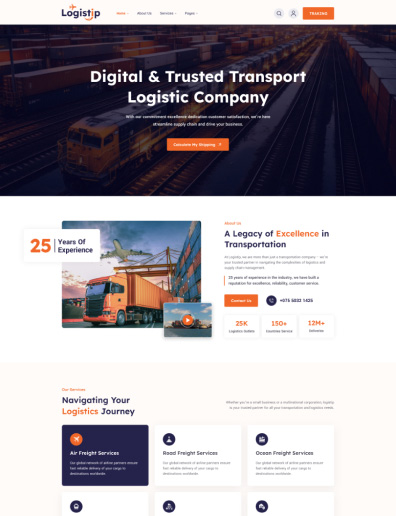 Logistip
Home
About Us
Services
Pages
TRACKING
Digital & Trusted Transport
Logistic Company
With our commitment excellence dedication customer satisfaction, we're here
streamline supply chain and drive your business.
Calculate My Shipping
25 Years Of
Experience
About Us
A Legacy of Excellence in
Transportation
At Logistip we are more than just a transportation company – we're
your trusted partner in navigating the complexities of logistics and
supply chain management.
25 years of experience in the industry, we have built a
reputation for excellence, reliability, customer service.
Contact Us
+075 5032 1425
25K
150+
12M+
Countries Service
Deliveries
Our Services
Navigating Your
Logistics Journey
Whether you're a small business or a multinational corporation, Logistip
is your trusted partner for all your transportation and logistics needs.
Air Freight Services
Our global network of airline partners ensure
fast reliable delivery of your cargo to
destinations worldwide.
Road Freight Services
Our global network of airline partners ensure
fast reliable delivery of your cargo to
destinations worldwide.
Ocean Freight Services
Our global network of airline partners ensure
fast reliable delivery of your cargo to
destinations worldwide.